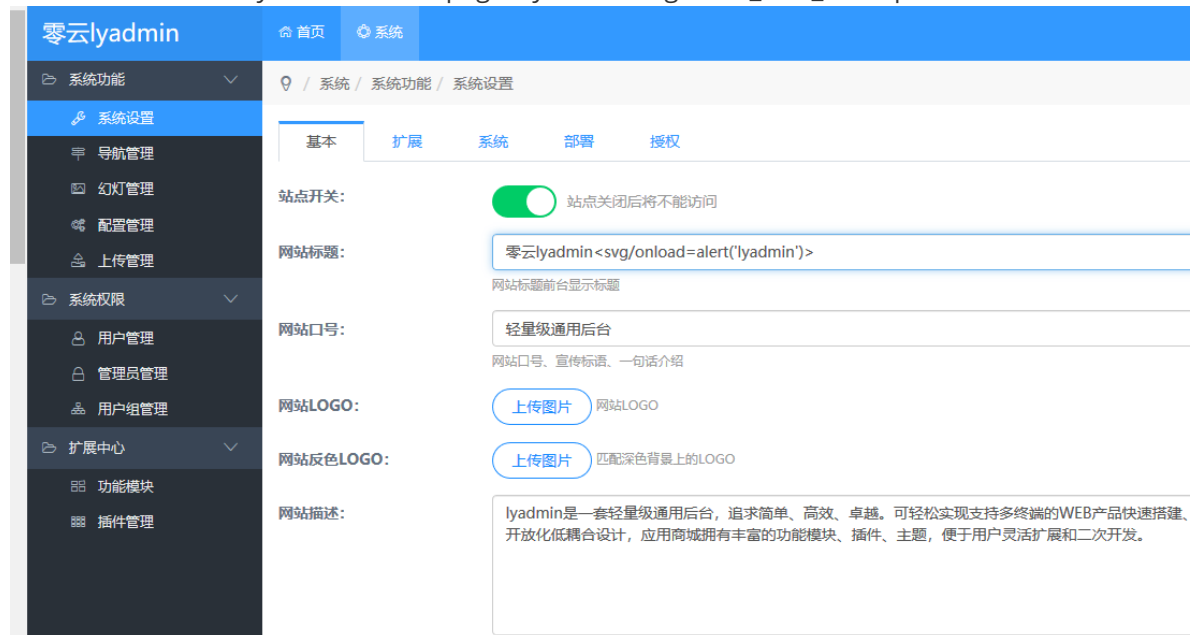 零云lyadmin 首页 系统
系统功能
/ 系统 / 系统功能 / 系统设置
系统设置
导航管理
幻灯管理
配置管理
上传管理
系统权限
用户管理
管理员管理
用户组管理
扩展中心
功能模块
插件管理
基本 扩展 系统 部署 授权
站点开关: 站点关闭后将不能访问
网站标题: 零云lyadmin<svg/onload=alert('lyadmin')>
网站标题前台显示标题
网站口号: 轻量级通用后台
网站口号、宣传标语、一句话介绍
网站LOGO: 上传图片 网站LOGO
网站反色LOGO: 上传图片 匹配深色背景上的LOGO
网站描述: lyadmin是一套轻量级通用后台，追求简单、高效、卓越。可轻松实现支持多终端的WEB产品快速搭建、
开放化低耦合设计，应用商城拥有丰富的功能模块、插件、主题，便于用户灵活扩展和二次开发。